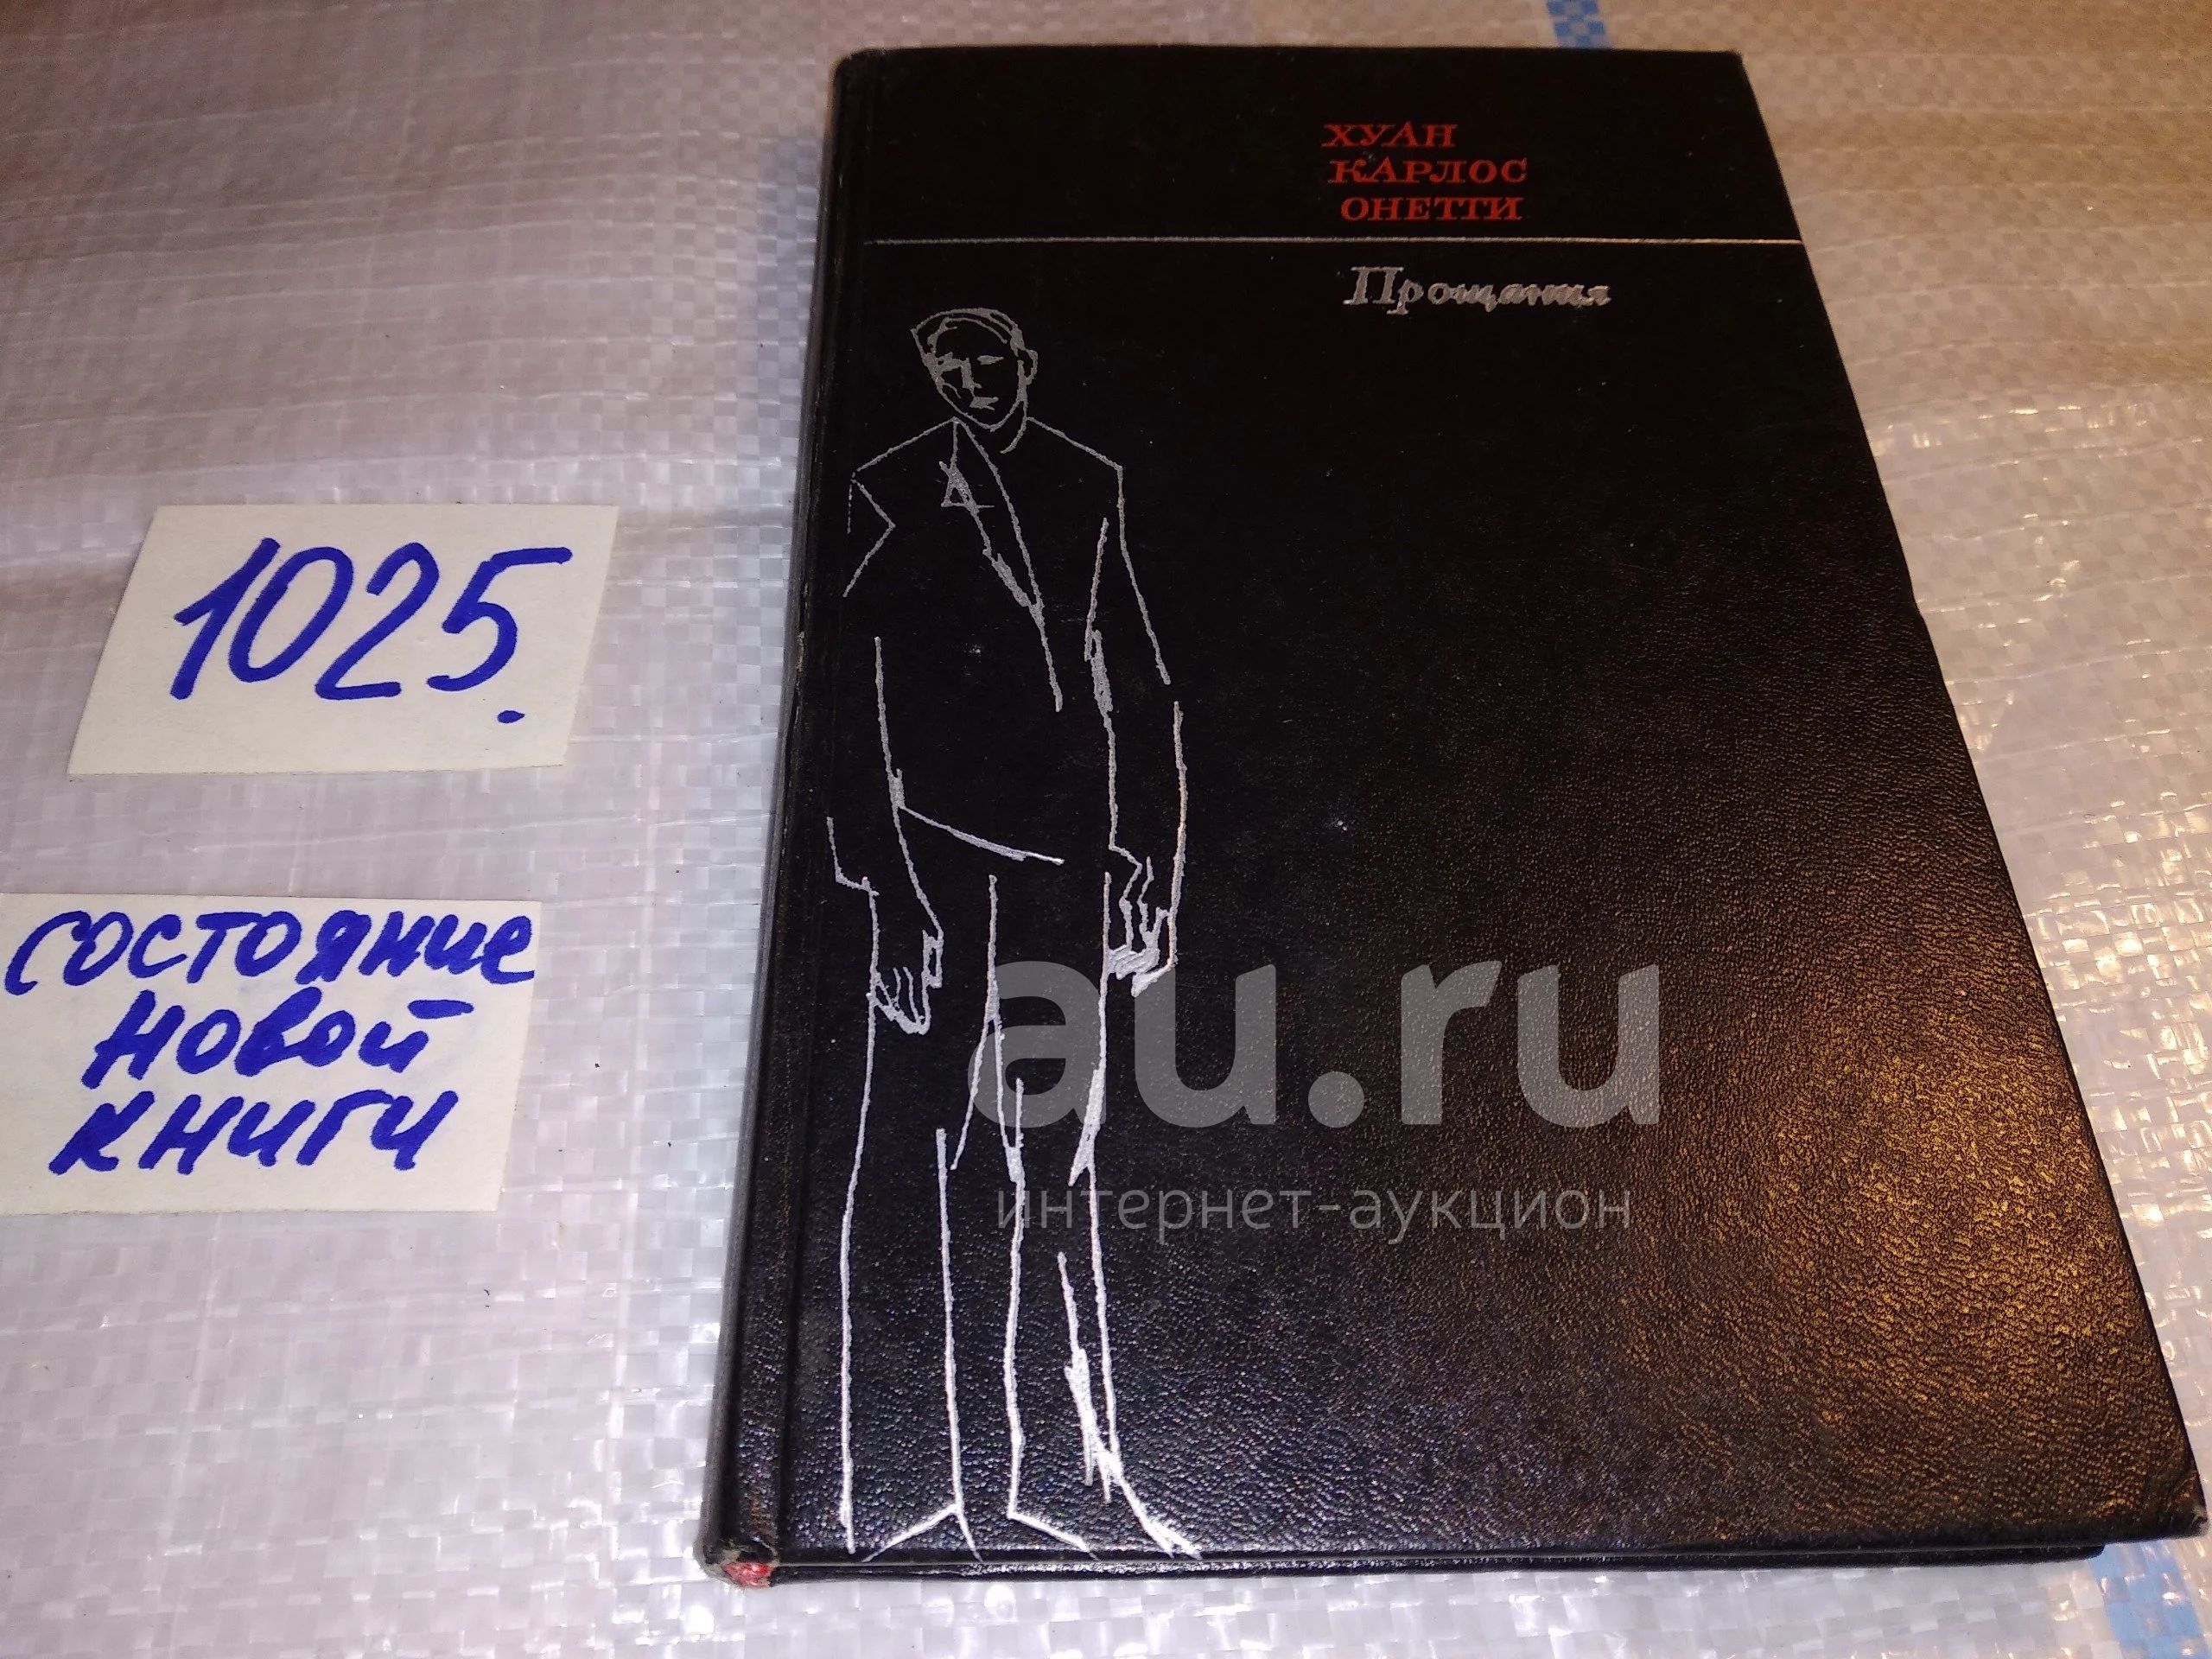 ХУАН
КАРЛОС
ОНЕТТИ
Прощания
1025.
состояние
новой
книги
au.ru
интернет-аукцион